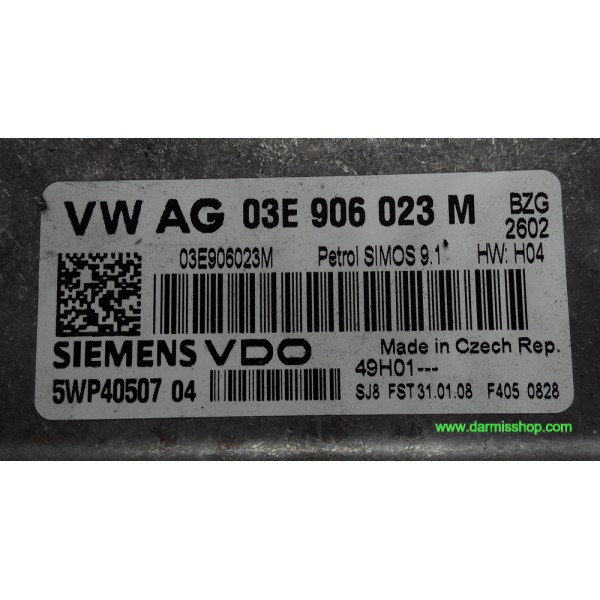 VW AG 03E 906 023 M BZG
2602
03E906023M Petrol SIMOS 9.1 HW: H04
SIEMENS VDO Made in Czech Rep.
49H01---
5WP40507 04 SJ8 FST 31.01.08 F405 0828
www.darmisshop.com